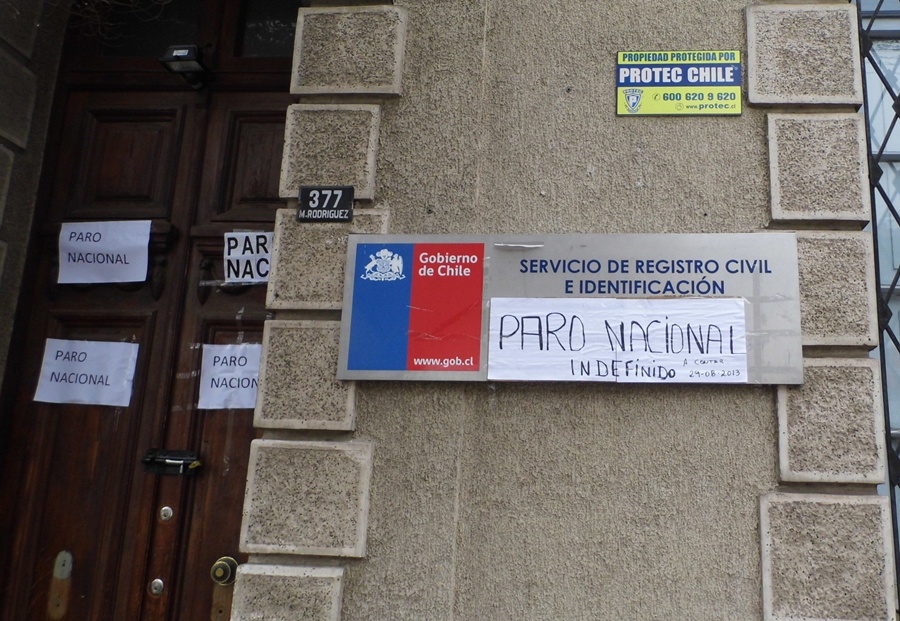 PROPIEDAD PROTEGIDA POR
PROTEC CHILE
600 620 9 620
www.protec.cl
377
M. RODRIGUEZ
PARO
NACIONAL
PAR
NAC
Gobierno
de Chile
www.gob.cl
SERVICIO DE REGISTRO CIVIL
E IDENTIFICACIÓN
PARO NACIONAL
INDEFINIDO A CONTAR
29-08-2013
PARO
NACIONAL
PARO
NACION